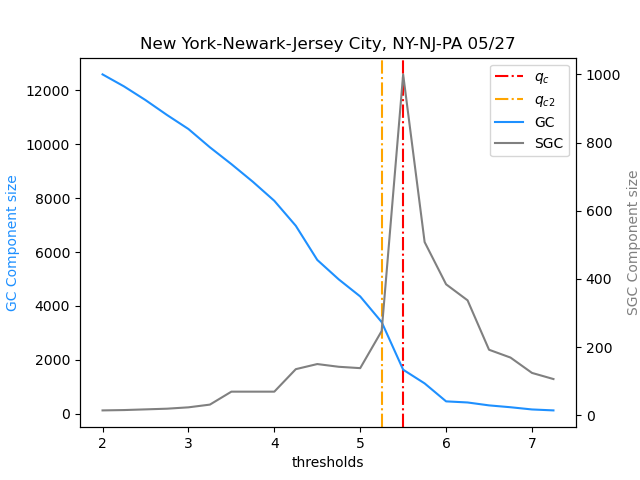 New York-Newark-Jersey City, NY-NJ-PA 05/27
GC Component size
12000
10000
8000
6000
4000
2000
0
2 3 4 5 6 7
thresholds
1000
800
600
400
200
0
SGC Component size
q_c
q_c2
GC
SGC